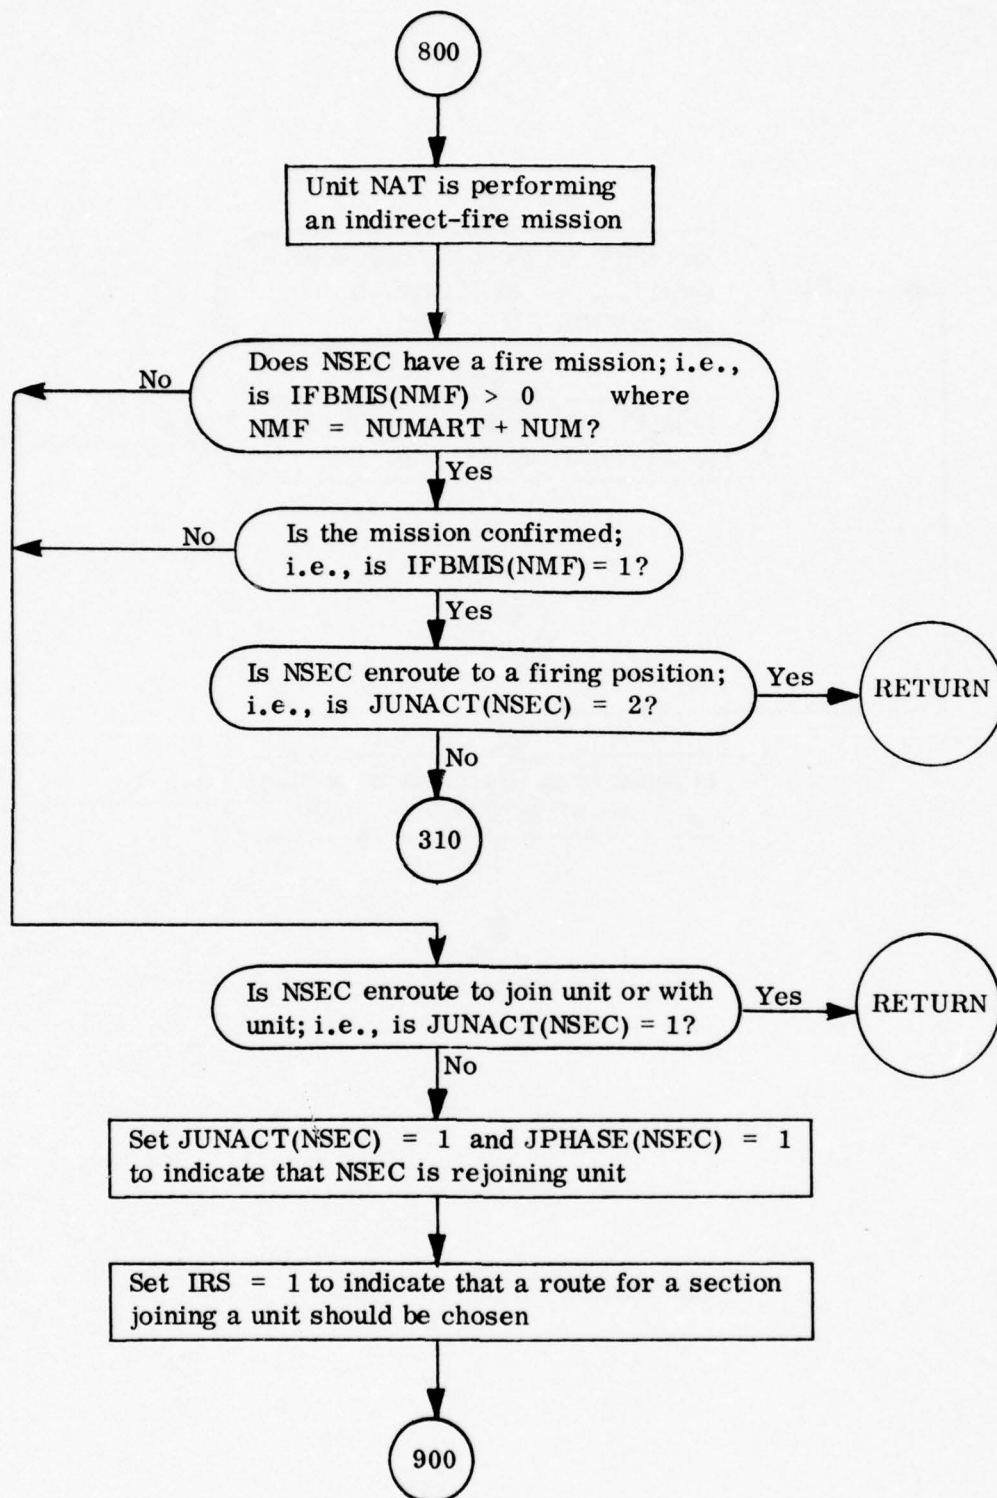 800
Unit NAT is performing
an indirect-fire mission
Does NSEC have a fire mission; i.e.,
is IFBMIS(NMF) > 0 where
NMF = NUMART + NUM?
No
Yes
Is the mission confirmed;
i.e., is IFBMIS(NMF) = 1?
No
Yes
Is NSEC enroute to a firing position;
i.e., is JUNACT(NSEC) = 2?
Yes
RETURN
No
310
Is NSEC enroute to join unit or with
unit; i.e., is JUNACT(NSEC) = 1?
Yes
RETURN
No
Set JUNACT(NSEC) = 1 and JPHASE(NSEC) = 1
to indicate that NSEC is rejoining unit
Set IRS = 1 to indicate that a route for a section
joining a unit should be chosen
900